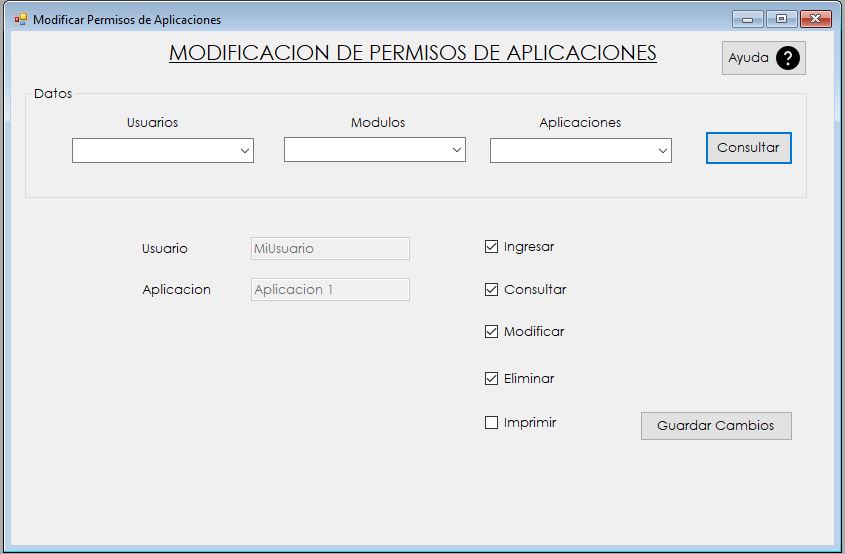 Modificar Permisos de Aplicaciones
MODIFICACION DE PERMISOS DE APLICACIONES
Ayuda ?
Datos
Usuarios Modulos Aplicaciones
Consultar
Usuario MiUsuario
Aplicacion Aplicacion 1
Ingresar
Consultar
Modificar
Eliminar
Imprimir
Guardar Cambios